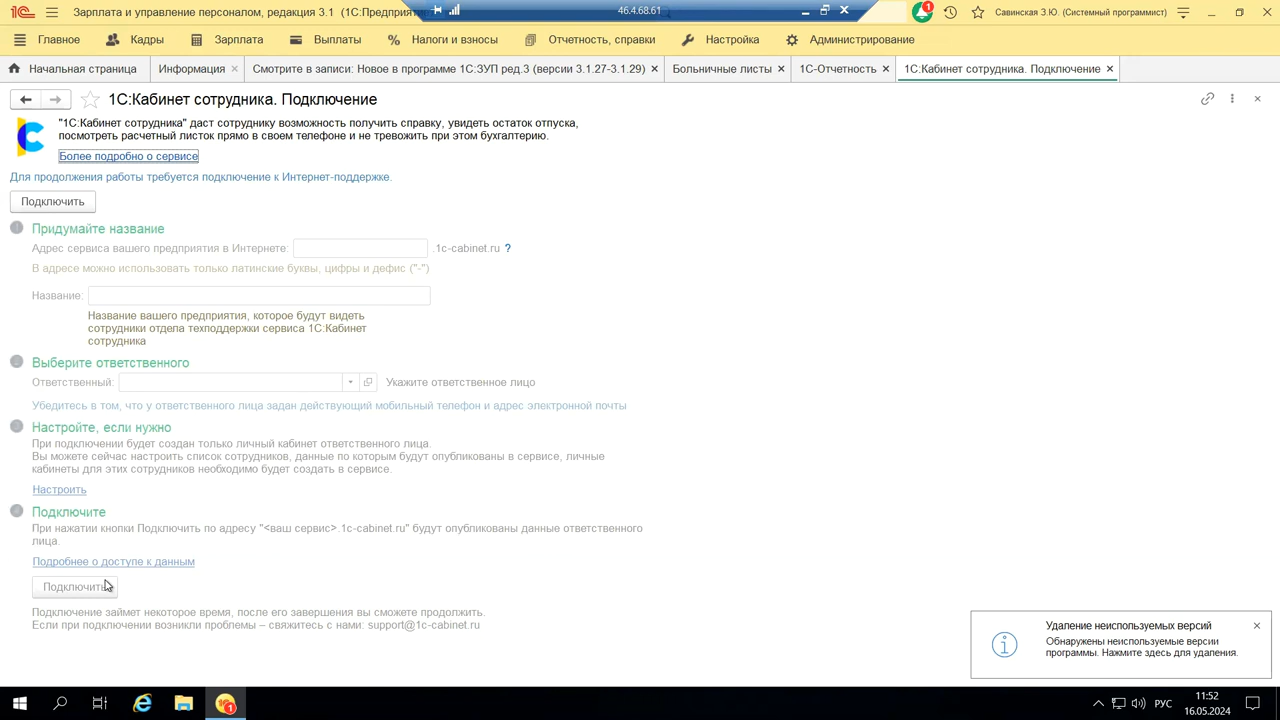 Зарплата и управление персоналом, редакция 3.1 (1С:Предприятие
46.4.68.61
1
Савинская З.Ю. (Системный программист)
Главное
Кадры
Зарплата
Выплаты
Налоги и взносы
Отчетность, справки
Настройка
Администрирование
Начальная страница
Информация ×
Смотрите в записи: Новое в программе 1С:ЗУП ред.3 (версии 3.1.27-3.1.29) ×
Больничные листы ×
1С-Отчетность ×
1С:Кабинет сотрудника. Подключение ×
1С:Кабинет сотрудника. Подключение
"1С:Кабинет сотрудника" даст сотруднику возможность получить справку, увидеть остаток отпуска,
посмотреть расчетный листок прямо в своем телефоне и не тревожить при этом бухгалтерию.
Более подробно о сервисе
Для продолжения работы требуется подключение к Интернет-поддержке.
Подключить
Придумайте название
Адрес сервиса вашего предприятия в Интернете: .1c-cabinet.ru ?
В адресе можно использовать только латинские буквы, цифры и дефис ("-")
Название:
Название вашего предприятия, которое будут видеть
сотрудники отдела техподдержки сервиса 1С:Кабинет
сотрудника
Выберите ответственного
Ответственный: Укажите ответственное лицо
Убедитесь в том, что у ответственного лица задан действующий мобильный телефон и адрес электронной почты
Настройте, если нужно
При подключении будет создан только личный кабинет ответственного лица.
Вы можете сейчас настроить список сотрудников, данные по которым будут опубликованы в сервисе, личные
кабинеты для этих сотрудников необходимо будет создать в сервисе.
Настроить
Подключите
При нажатии кнопки Подключить по адресу "<ваш сервис>.1c-cabinet.ru" будут опубликованы данные ответственного
лица.
Подробнее о доступе к данным
Подключить
Подключение займет некоторое время, после его завершения вы сможете продолжить.
Если при подключении возникли проблемы – свяжитесь с нами: support@1c-cabinet.ru
Удаление неиспользуемых версий
Обнаружены неиспользуемые версии
программы. Нажмите здесь для удаления.
1
РУС
11:52
16.05.2024